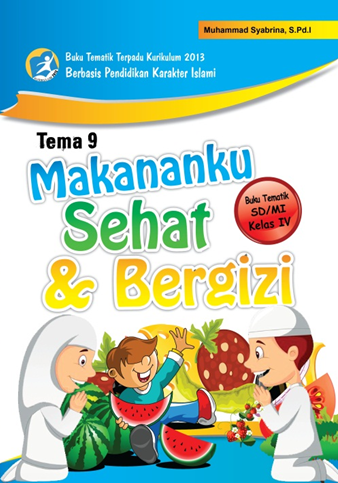 Muhammad Syabrina, S.Pd.I
Buku Tematik Terpadu Kurikulum 2013
Berbasis Pendidikan Karakter Islami
Tema 9
Makananku
Sehat
& Bergizi
Buku Tematik
SD/MI
Kelas IV